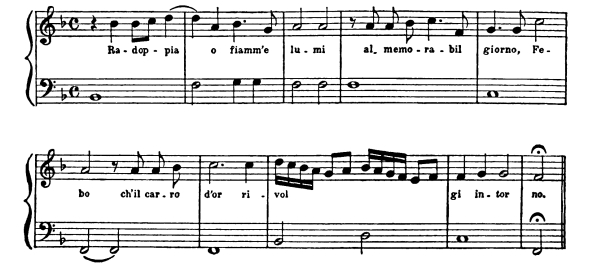 Ra - dop - pia o fiamm'e lu - mi al_ memo - ra - bil giorno, Fe -
bo ch'il car - ro d'or ri - vol gi in - tor no.